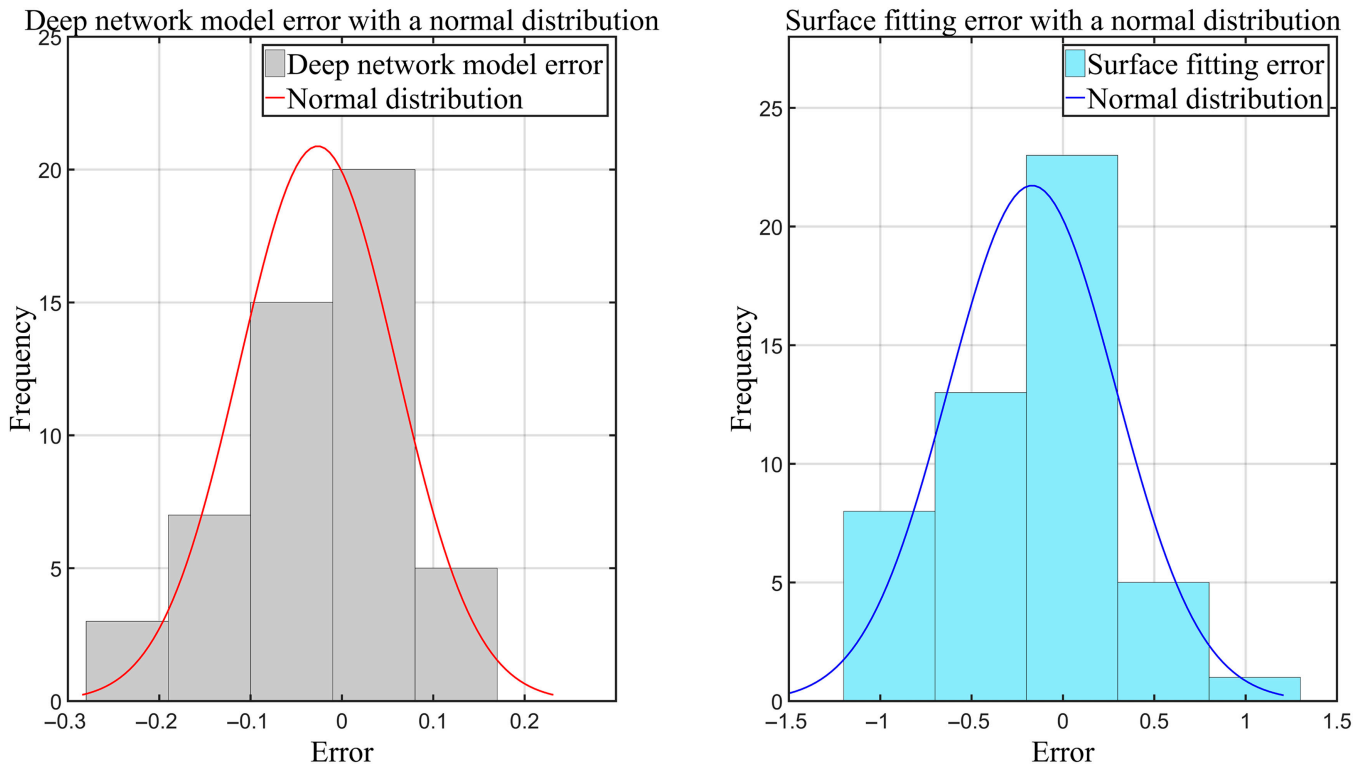 Deep network model error with a normal distribution
25
20
15
10
5
0
Frequency
Deep network model error
Normal distribution
−0.3
−0.2
−0.1
0
0.1
0.2
Error
Surface fitting error with a normal distribution
25
20
15
10
5
0
Frequency
Surface fitting error
Normal distribution
−1.5
−1
−0.5
0
0.5
1
1.5
Error